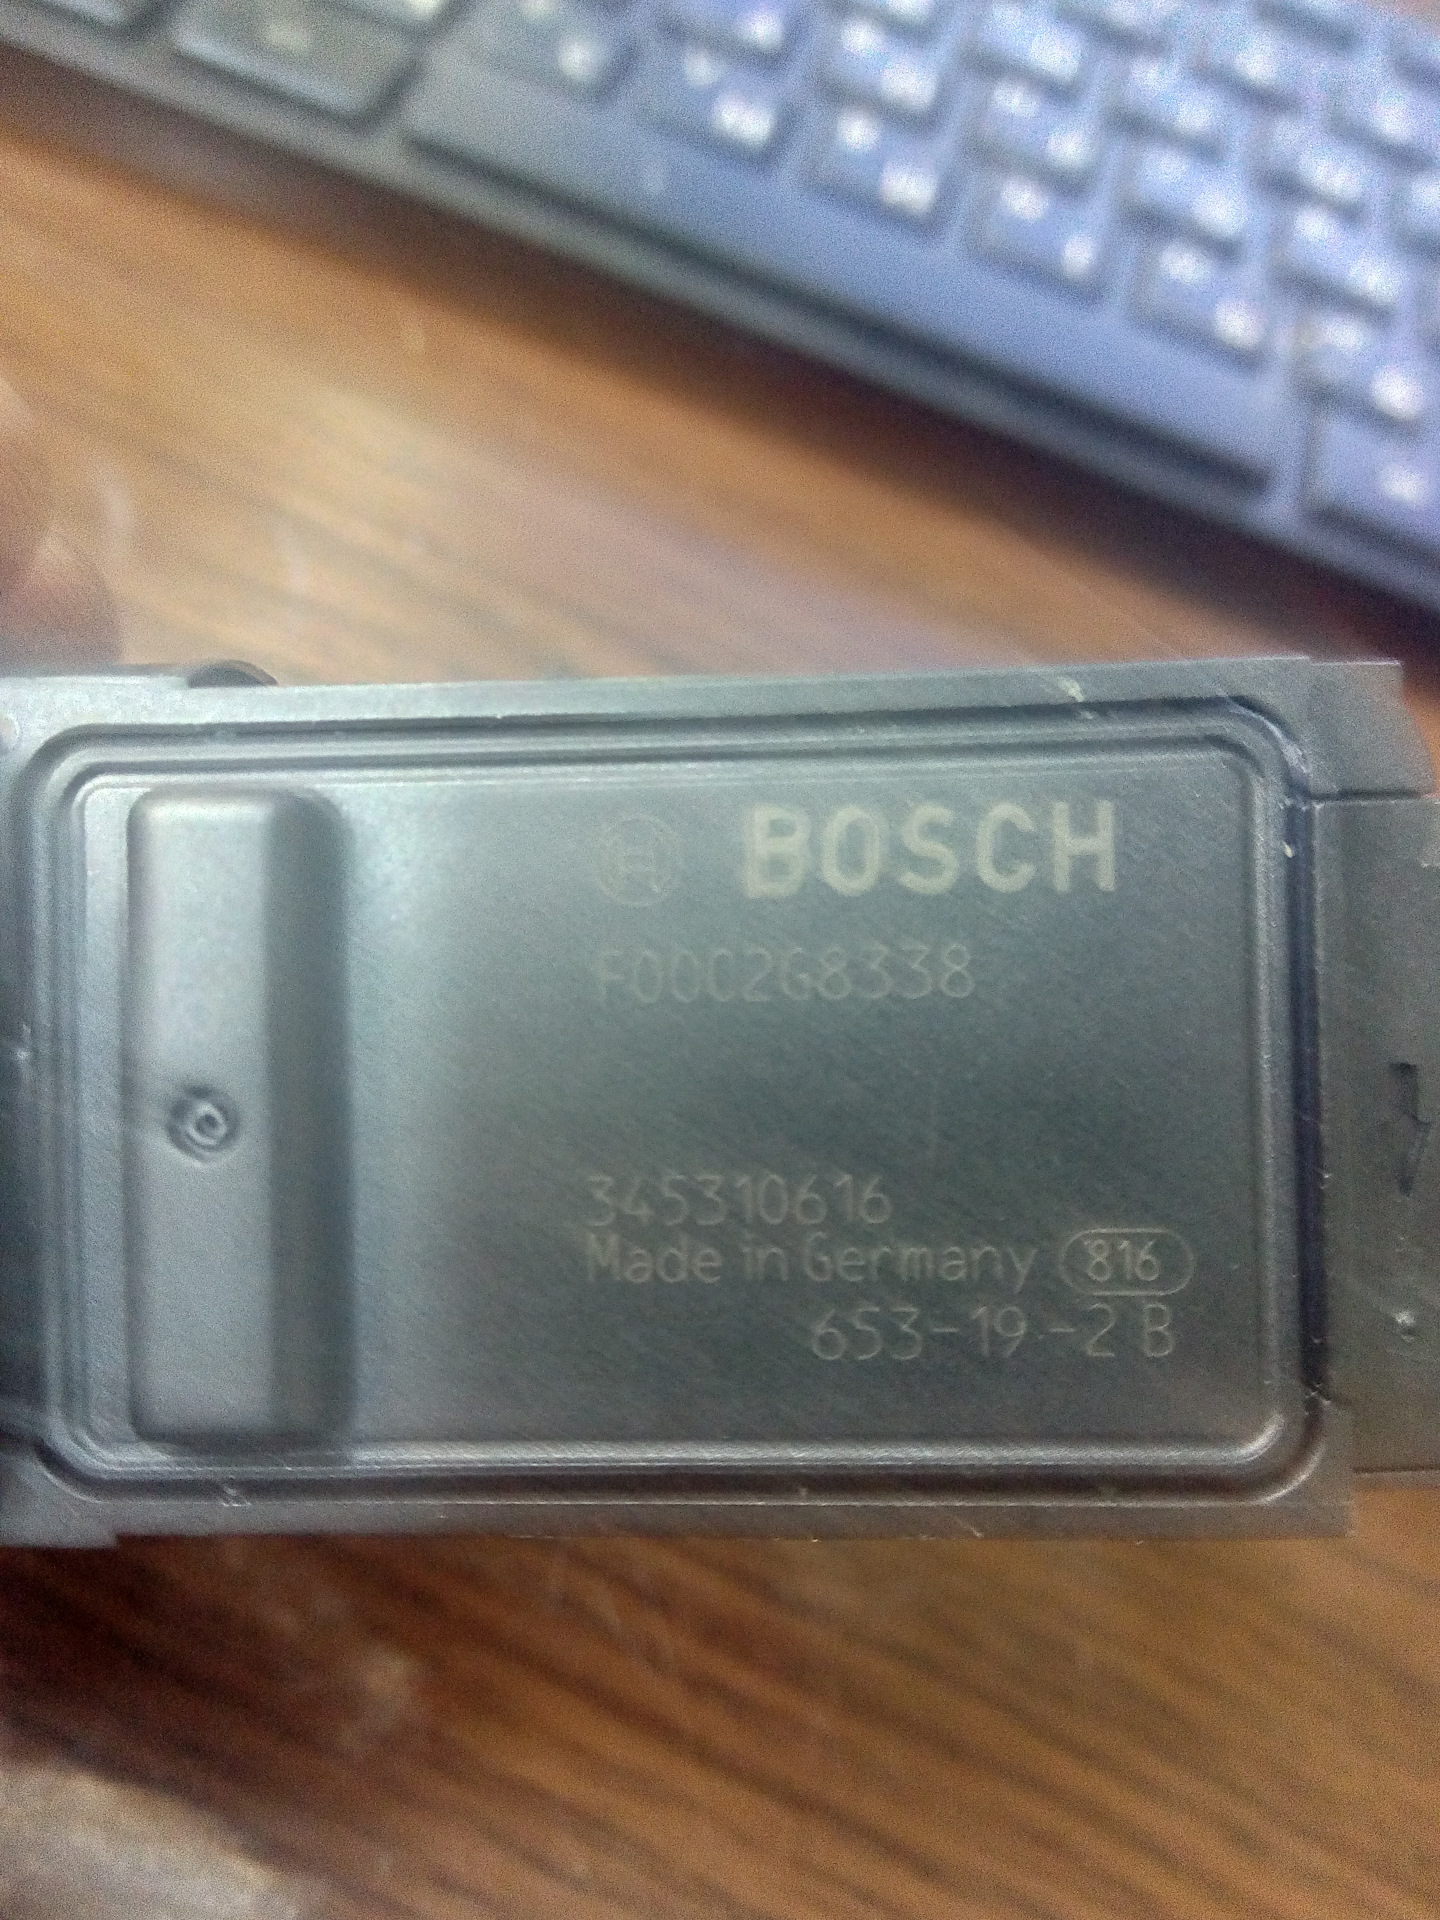 BOSCH
F00C2G8338
345310616
Made in Germany 816
653-19-2 B